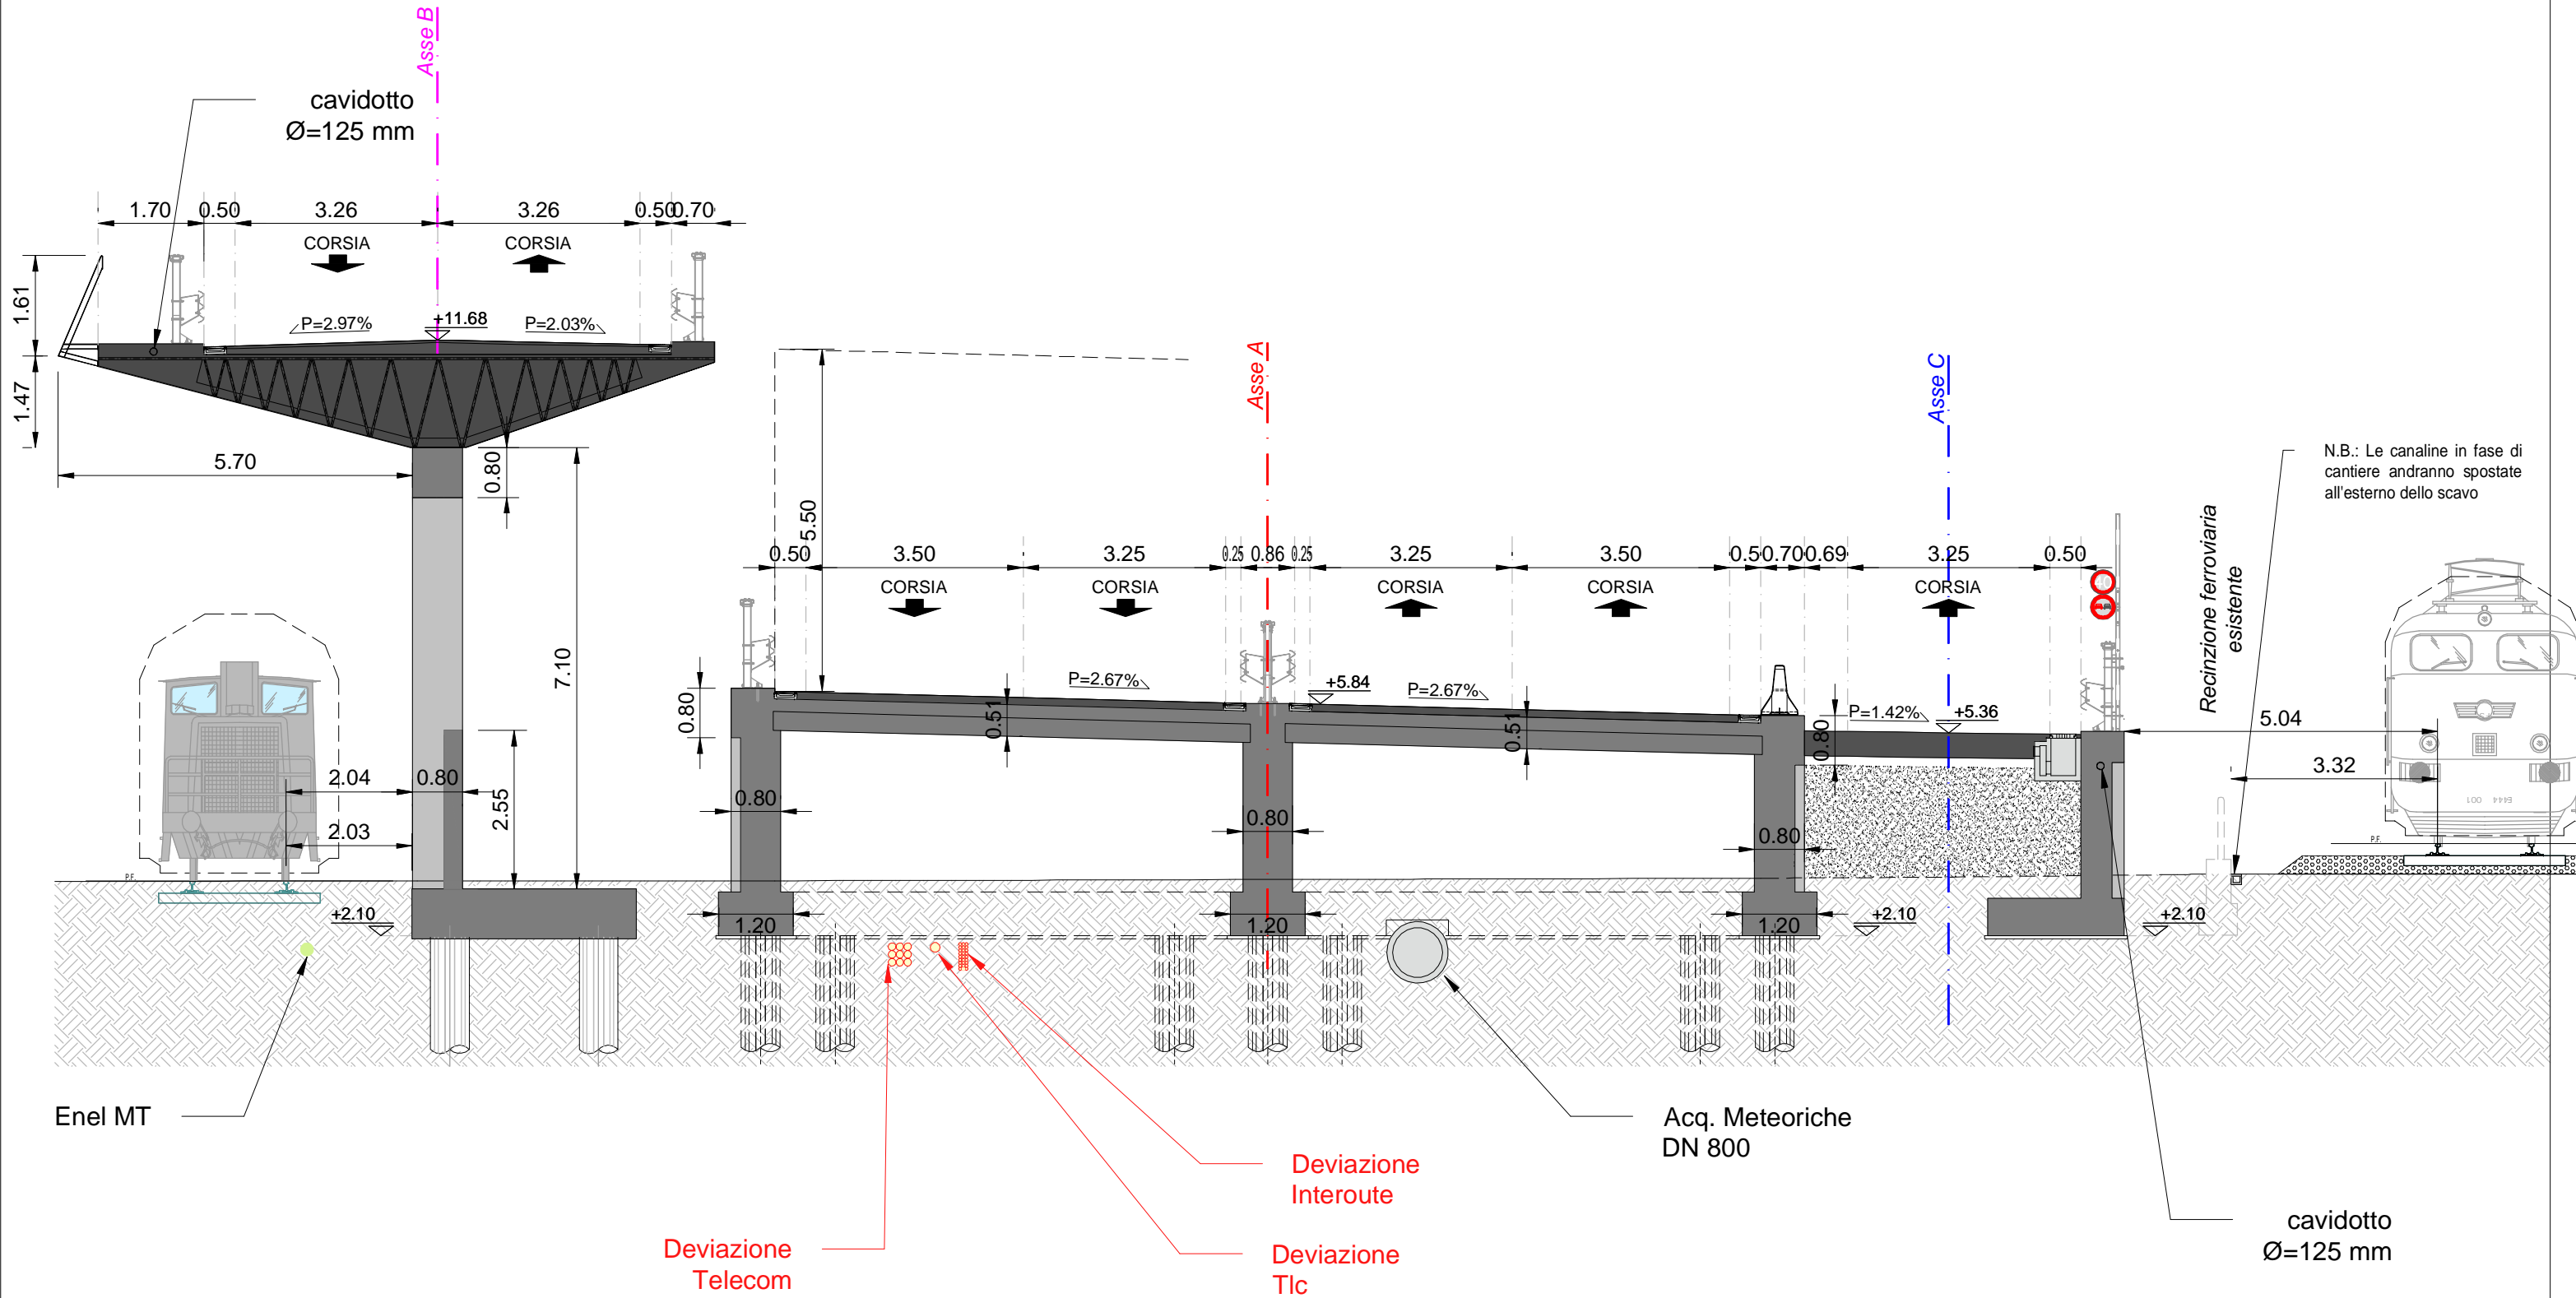 Asse B
cavidotto
Ø=125 mm
1.70 0.50 3.26 3.26 0.50 0.70
CORSIA CORSIA
1.61
P=2.97% +11.68 P=2.03%
1.47
5.70
0.80
7.10
2.04 0.80
2.55
2.03
P.F.
+2.10
Enel MT
Asse A
Asse C
5.50
0.50 3.50 3.25 0.25 0.86 0.25 3.25 3.50 0.5 0.70 0.69 3.25 0.50
CORSIA CORSIA CORSIA CORSIA CORSIA
P=2.67% +5.84 P=2.67%
P=1.42% +5.36
0.80 0.51 0.51 0.80
0.80 0.80 0.80
1.20 1.20 1.20
+2.10 +2.10
N.B.: Le canaline in fase di
cantiere andranno spostate
all'esterno dello scavo
Recinzione ferroviaria
esistente
5.04
3.32
E444 001
P.F.
Acq. Meteoriche
DN 800
Deviazione
Interoute
Deviazione
Telecom
Deviazione
Tlc
cavidotto
Ø=125 mm